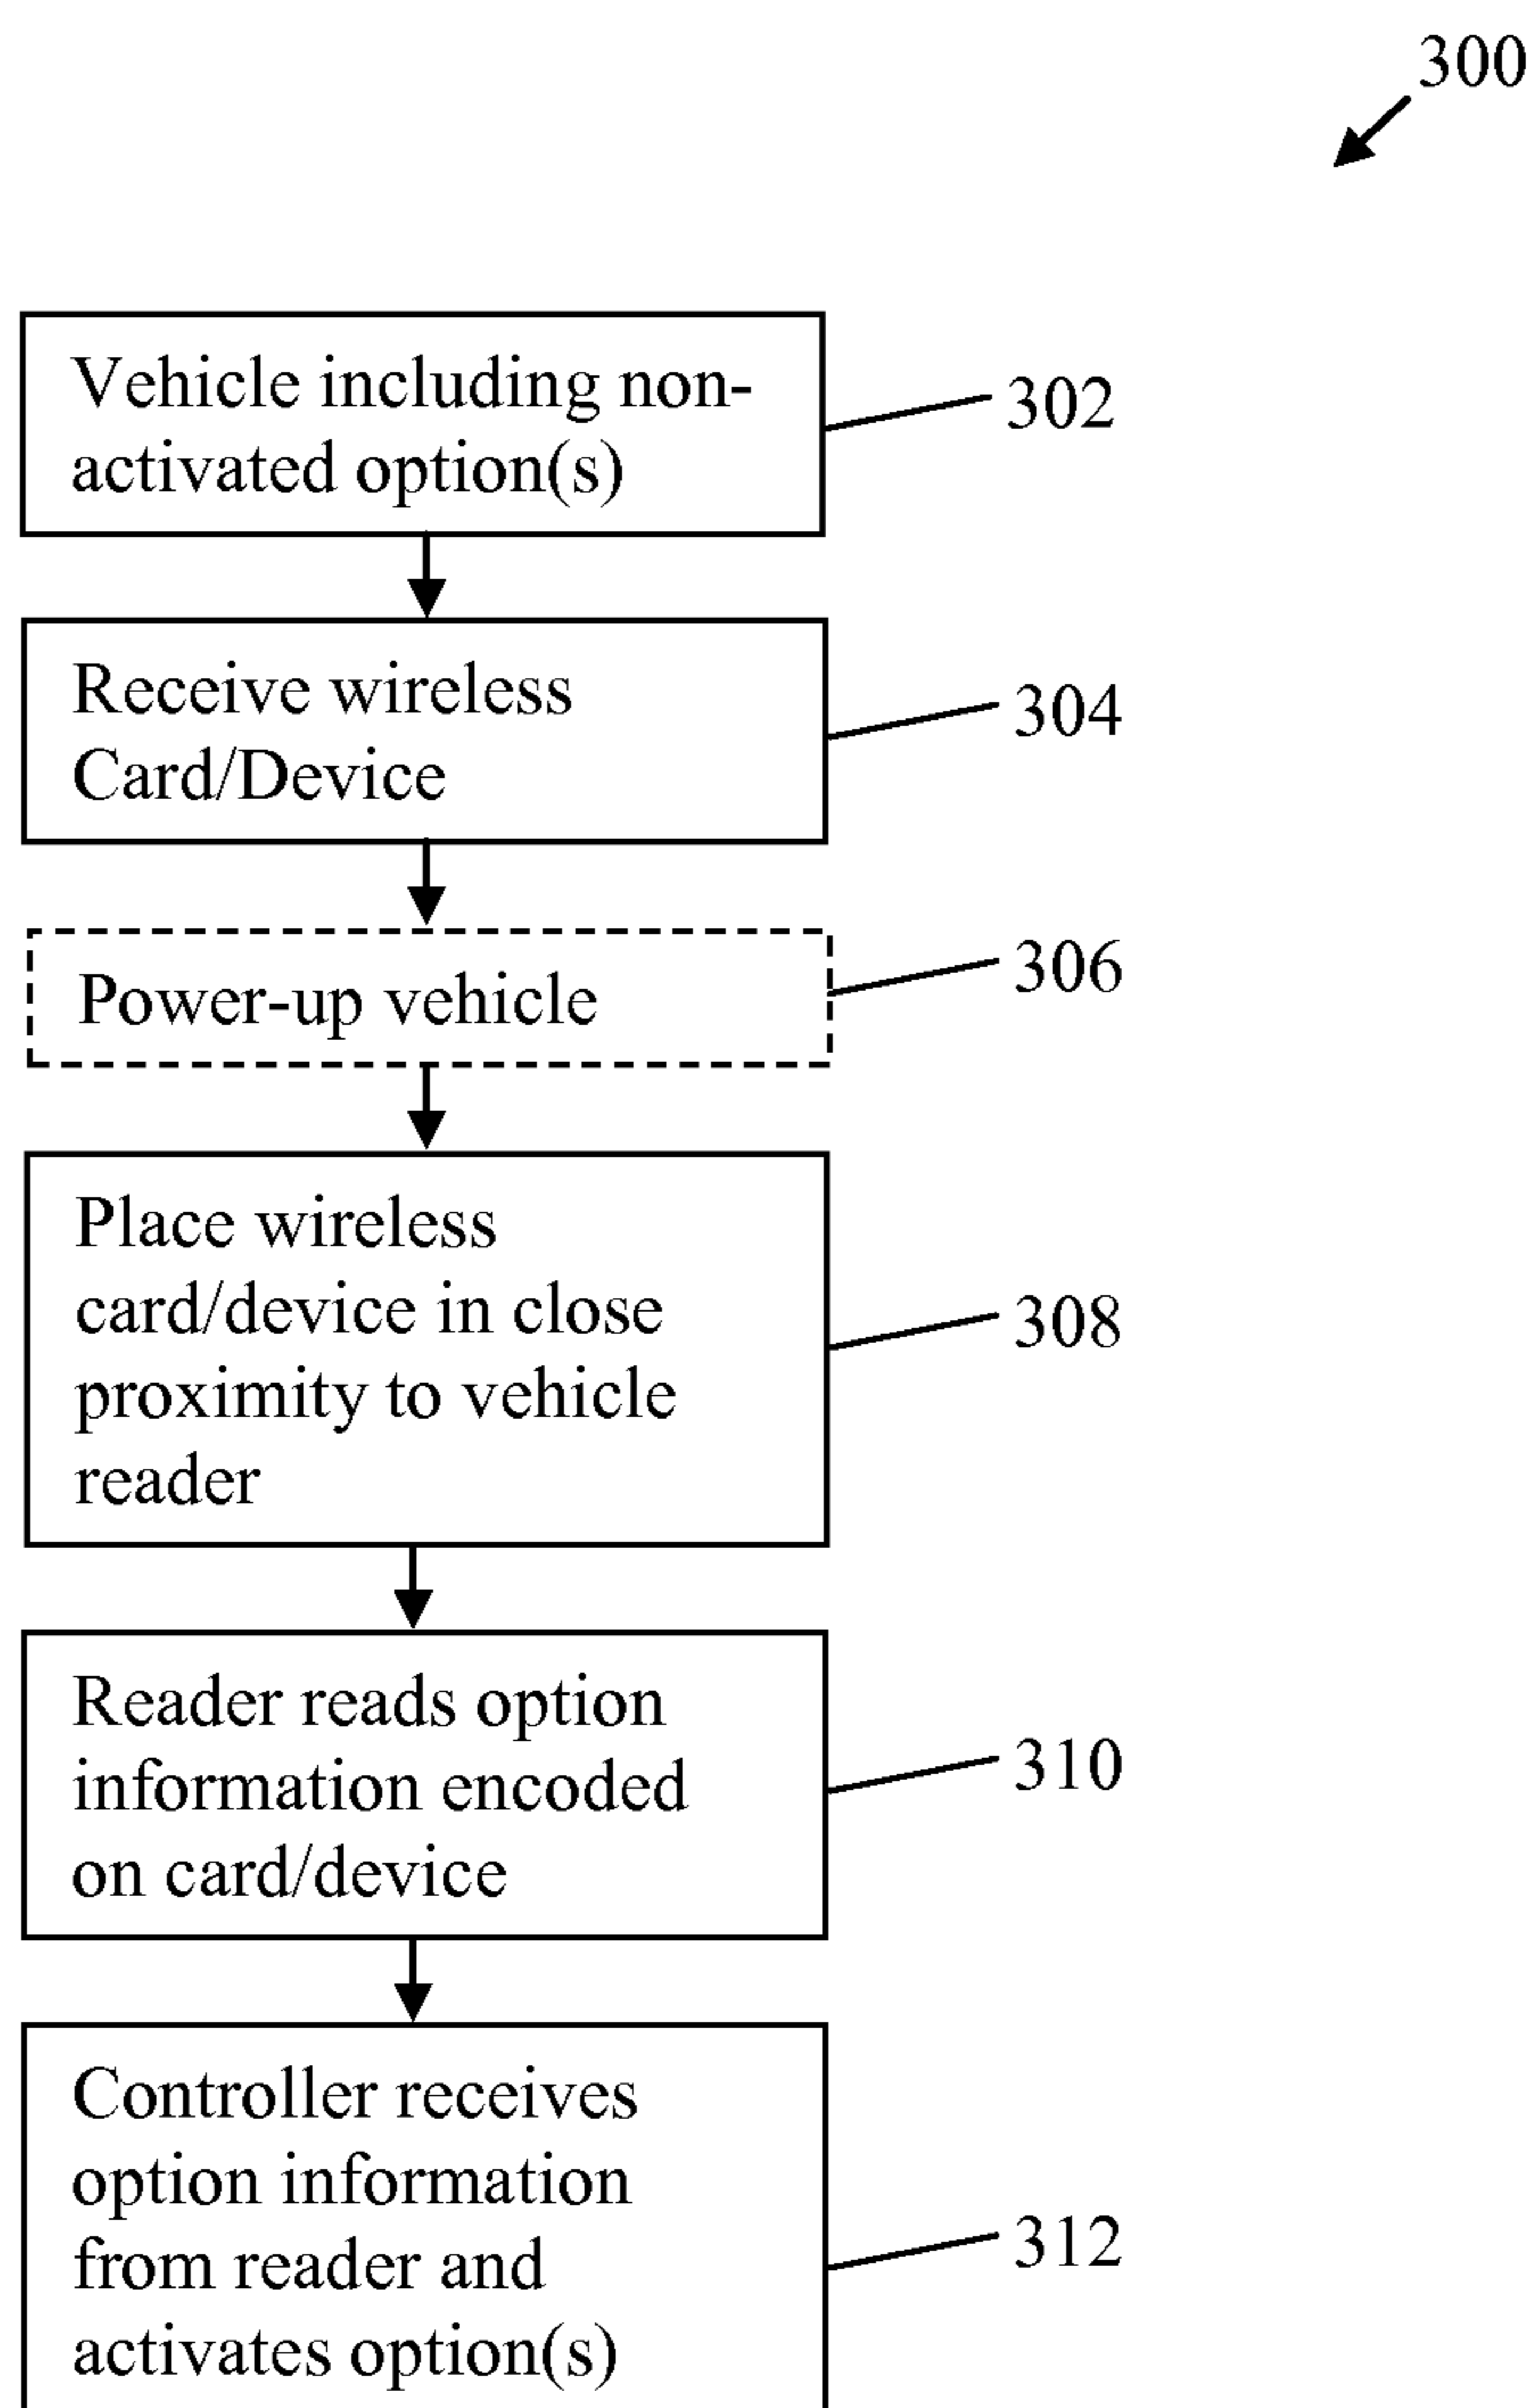 300
Vehicle including non-
activated option(s)
302
Receive wireless
Card/Device
304
Power-up vehicle
306
Place wireless
card/device in close
proximity to vehicle
reader
308
Reader reads option
information encoded
on card/device
310
Controller receives
option information
from reader and
activates option(s)
312